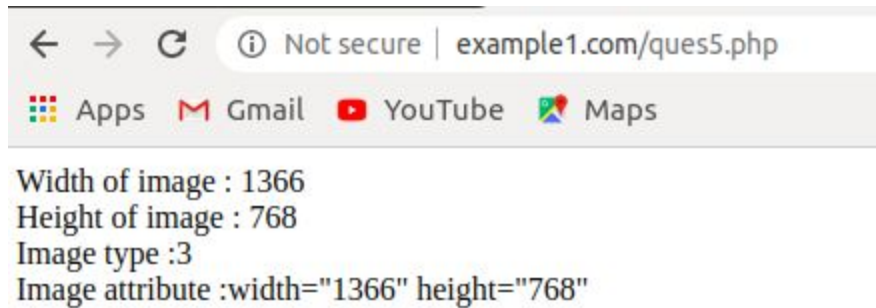 Not secure | example1.com/ques5.php
Apps Gmail YouTube Maps
Width of image : 1366
Height of image : 768
Image type :3
Image attribute :width="1366" height="768"